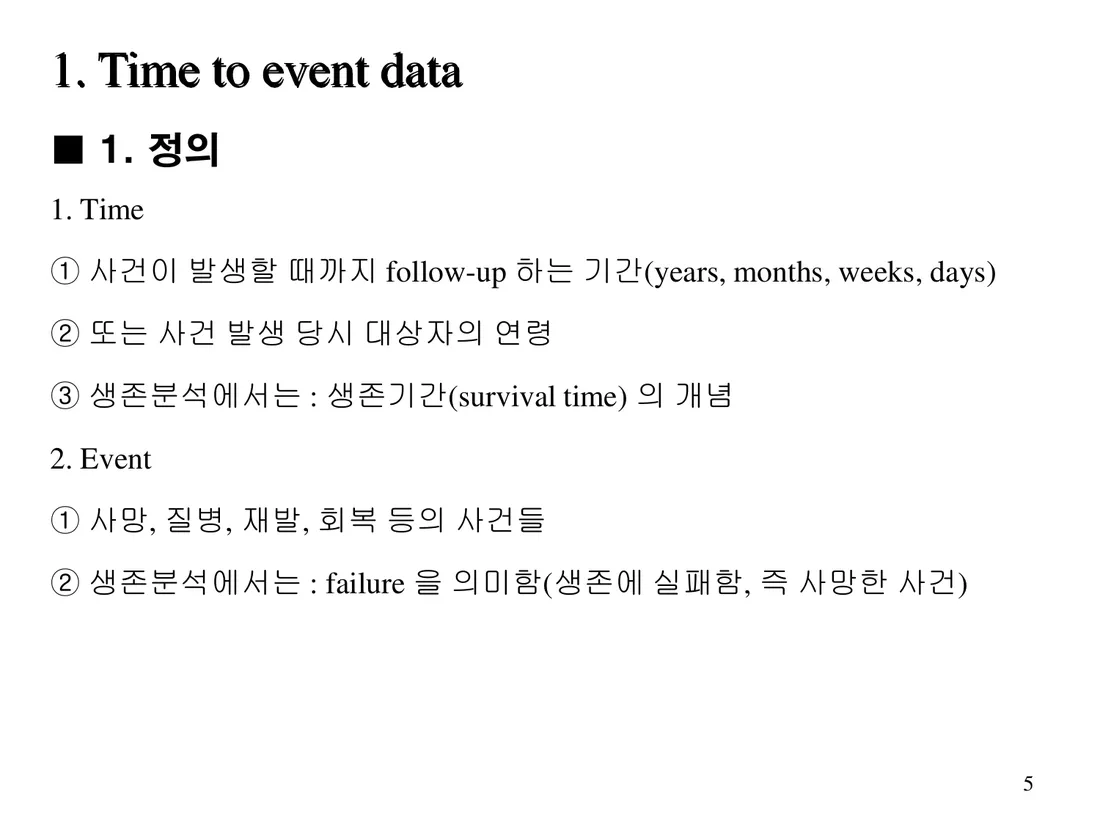 1. Time to event data
■ 1. 정의
1. Time
① 사건이 발생할 때까지 follow-up 하는 기간(years, months, weeks, days)
② 또는 사건 발생 당시 대상자의 연령
③ 생존분석에서는 : 생존기간(survival time) 의 개념
2. Event
① 사망, 질병, 재발, 회복 등의 사건들
② 생존분석에서는 : failure 을 의미함(생존에 실패함, 즉 사망한 사건)
5